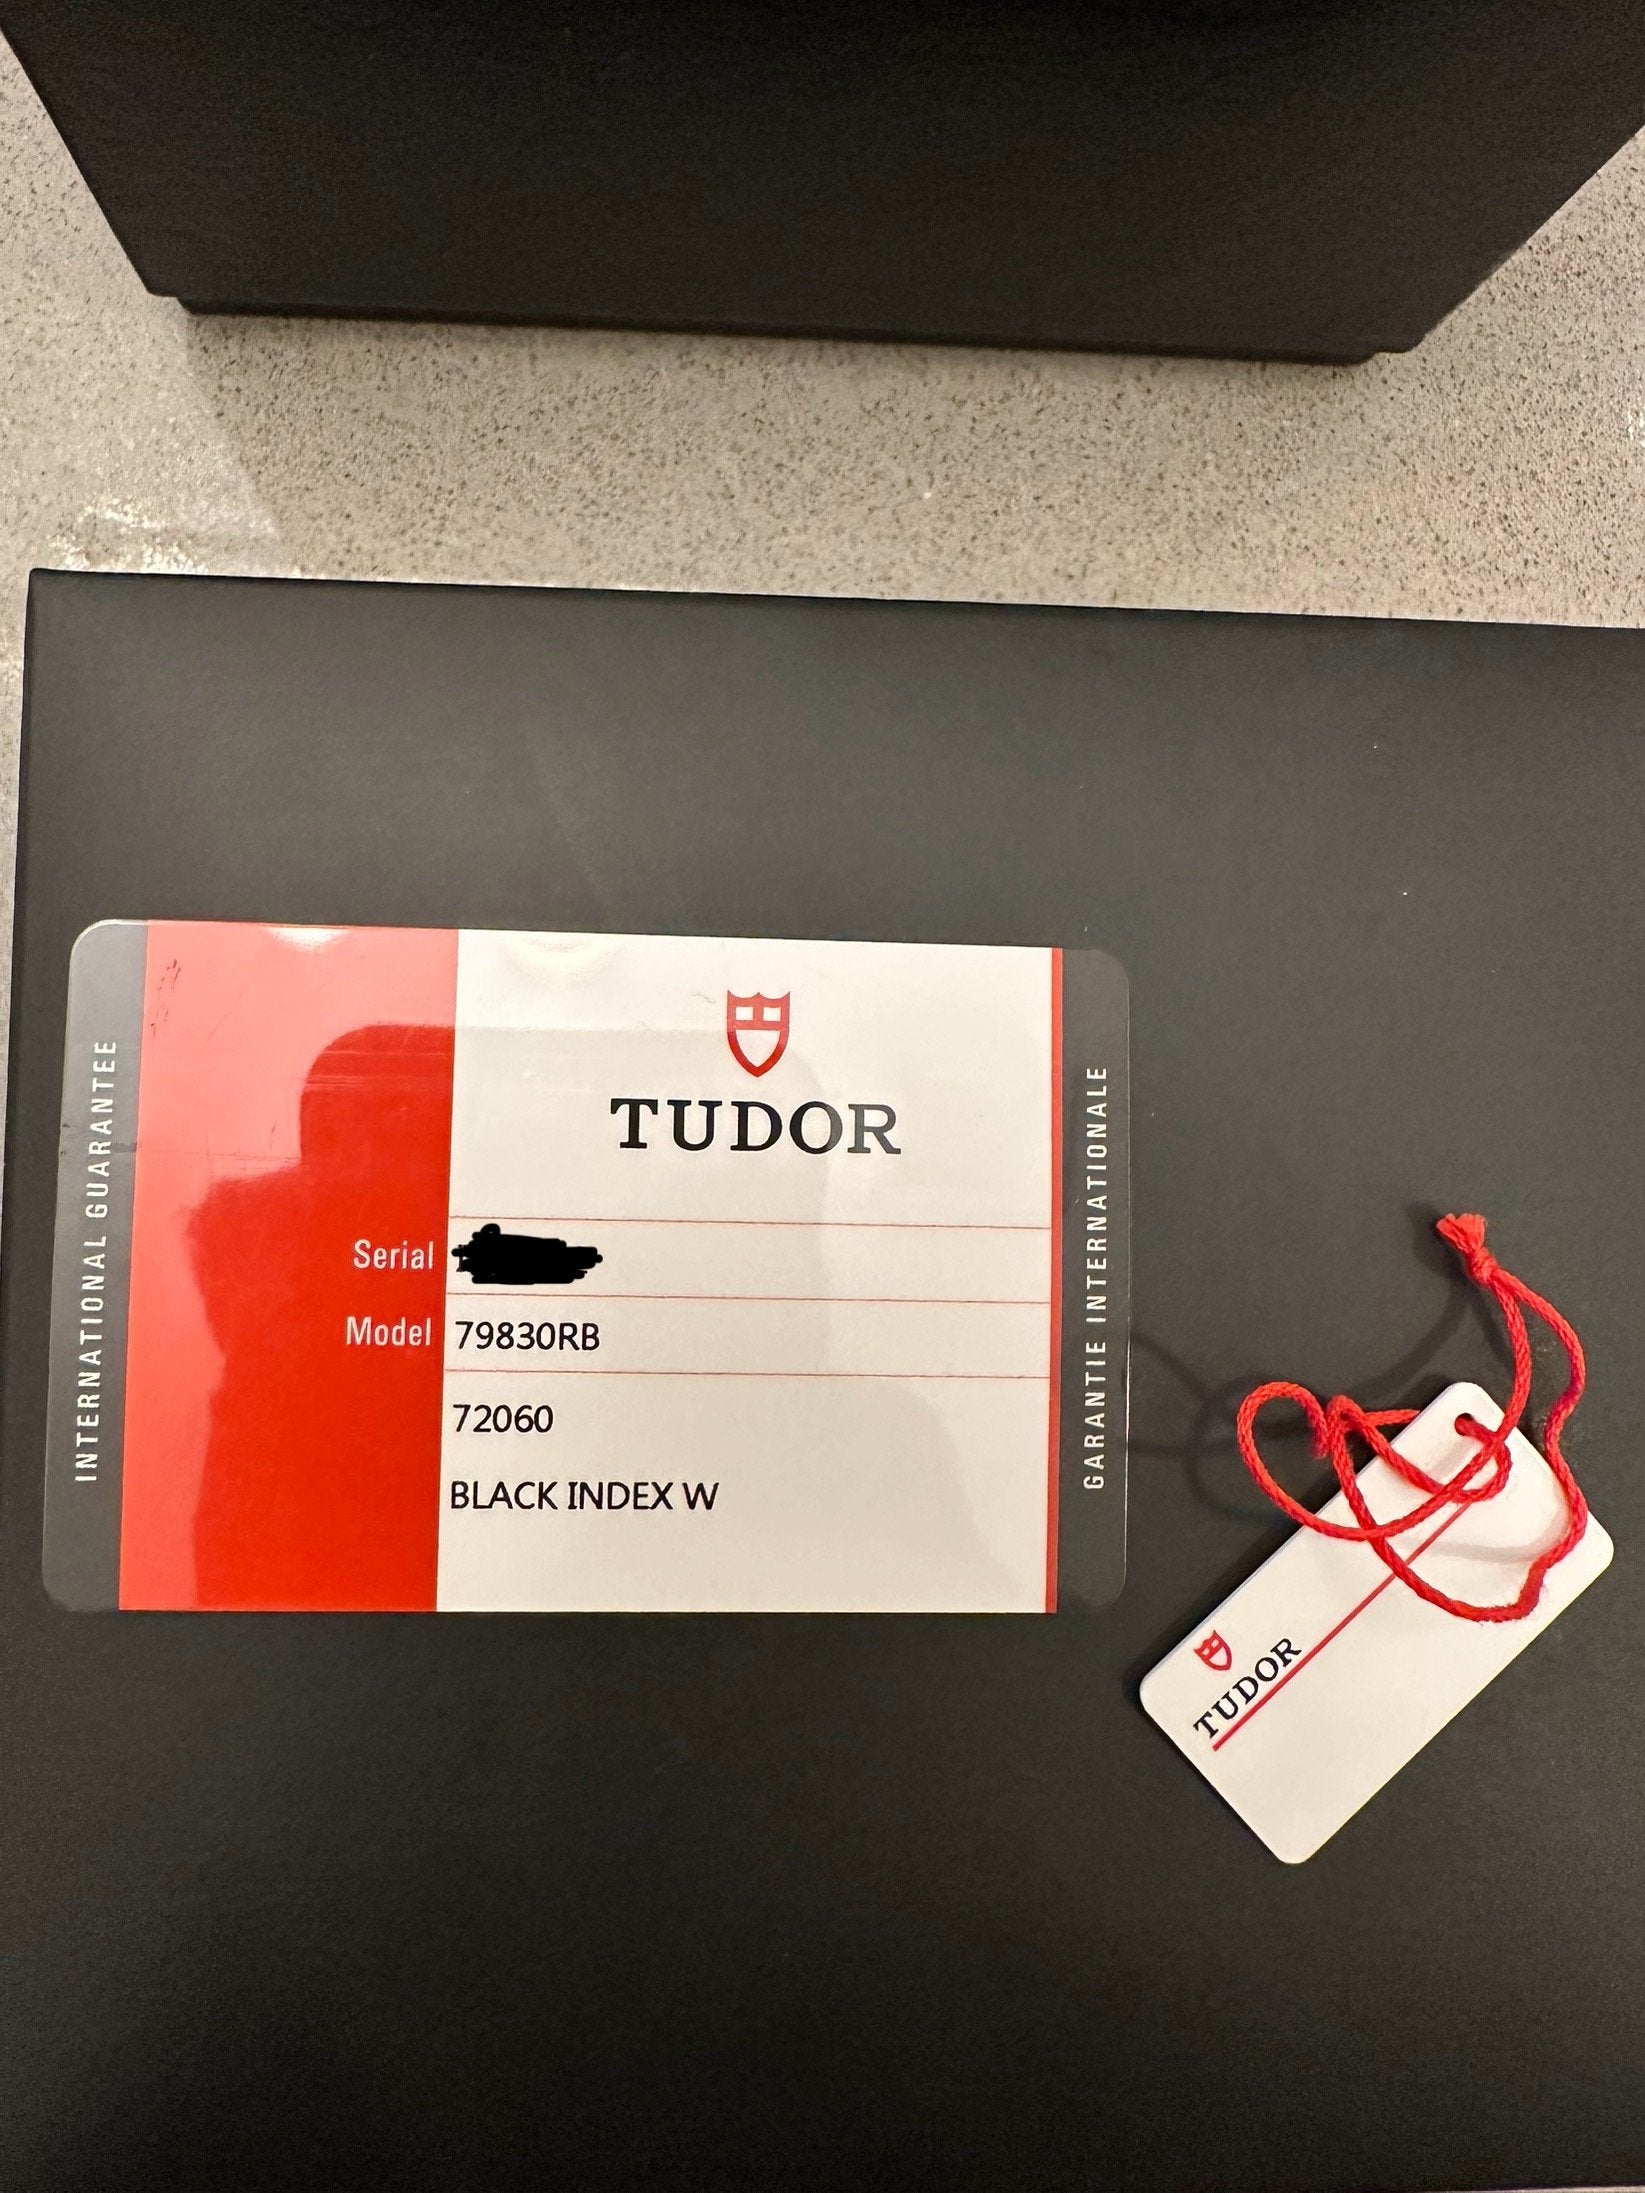 INTERNATIONAL GUARANTEE
TUDOR
Serial
Model 79830RB
72060
BLACK INDEX W
GARANTIE INTERNATIONALE
TUDOR